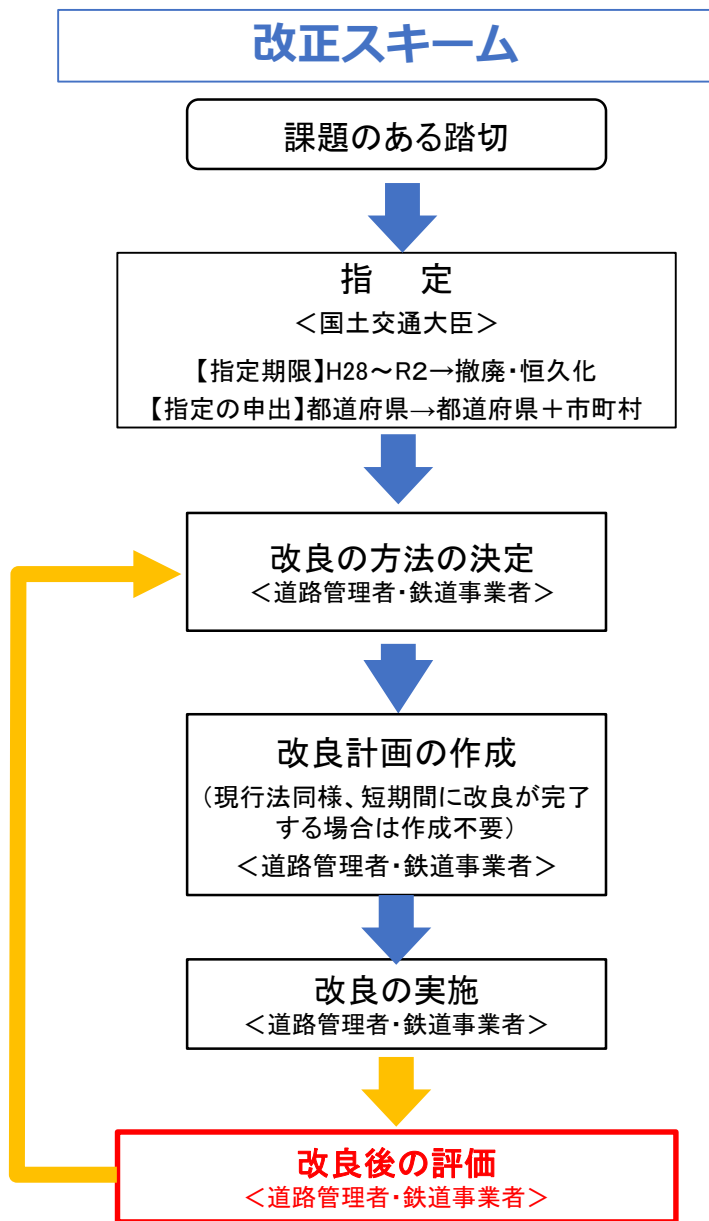 改正スキーム
課題のある踏切
指　定
＜国土交通大臣＞
【指定期限】H28～R2→撤廃・恒久化
【指定の申出】都道府県→都道府県＋市町村
改良の方法の決定
＜道路管理者・鉄道事業者＞
改良計画の作成
（現行法同様、短期間に改良が完了
する場合は作成不要）
＜道路管理者・鉄道事業者＞
改良の実施
＜道路管理者・鉄道事業者＞
改良後の評価
＜道路管理者・鉄道事業者＞